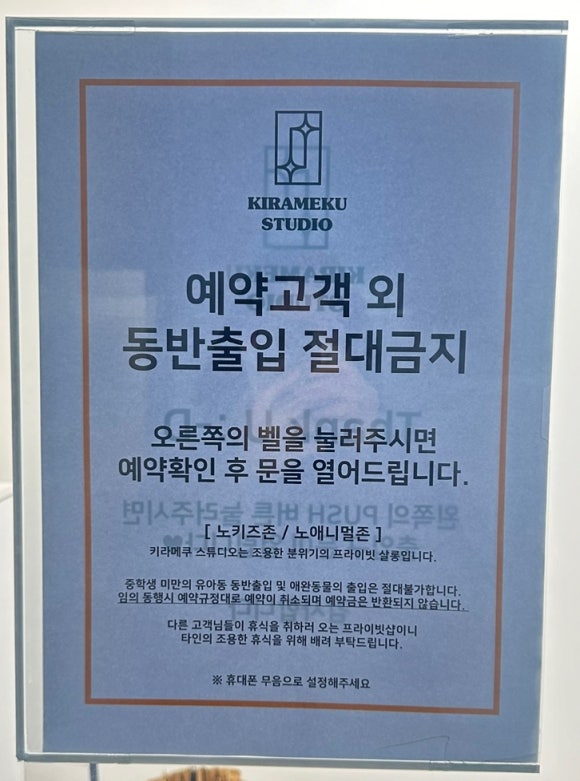 KIRAMEKU
STUDIO
예약고객 외
동반출입 절대금지
오른쪽의 벨을 눌러주시면
예약확인 후 문을 열어드립니다.
[ 노키즈존 / 노애니멀존 ]
키라메쿠 스튜디오는 조용한 분위기의 프라이빗 살롱입니다.
중학생 미만의 유아동 동반출입 및 애완동물의 출입은 절대불가합니다.
임의 동행시 예약규정대로 예약이 취소되며 예약금은 반환되지 않습니다.
다른 고객님들이 휴식을 취하러 오는 프라이빗샵이니
타인의 조용한 휴식을 위해 배려 부탁드립니다.
※ 휴대폰 무음으로 설정해주세요